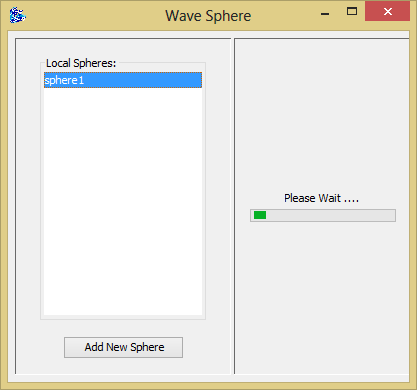 Wave Sphere
Local Spheres:
sphere1
Please Wait ....
Add New Sphere